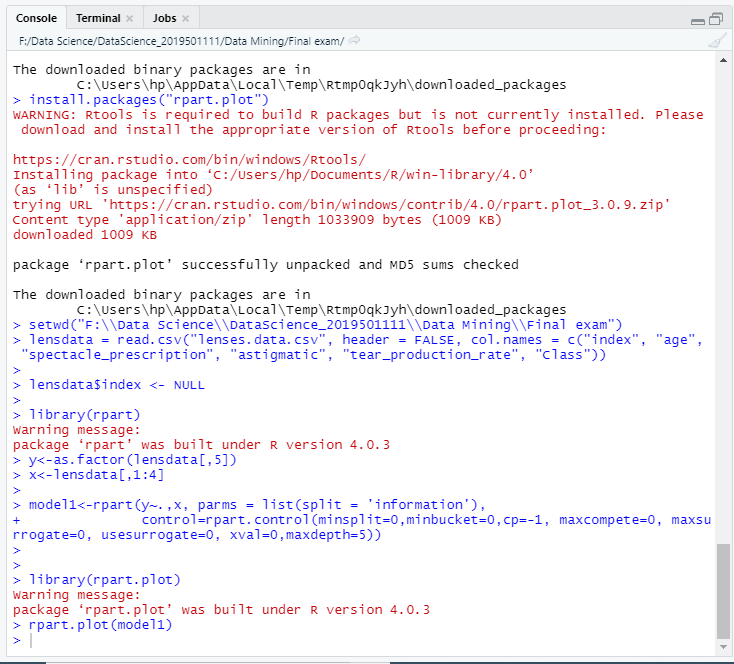 Console Terminal × Jobs ×
F:/Data Science/DataScience_2019501111/Data Mining/Final exam/
The downloaded binary packages are in
C:\Users\hp\AppData\Local\Temp\Rtmp0qkJyh\downloaded_packages
> install.packages("rpart.plot")
WARNING: Rtools is required to build R packages but is not currently installed. Please
download and install the appropriate version of Rtools before proceeding:
https://cran.rstudio.com/bin/windows/Rtools/
Installing package into ‘C:/Users/hp/Documents/R/win-library/4.0’
(as ‘lib’ is unspecified)
trying URL 'https://cran.rstudio.com/bin/windows/contrib/4.0/rpart.plot_3.0.9.zip'
Content type 'application/zip' length 1033909 bytes (1009 KB)
downloaded 1009 KB
package ‘rpart.plot’ successfully unpacked and MD5 sums checked
The downloaded binary packages are in
C:\Users\hp\AppData\Local\Temp\Rtmp0qkJyh\downloaded_packages
> setwd("F:\\Data Science\\DataScience_2019501111\\Data Mining\\Final exam")
> lensdata = read.csv("lenses.data.csv", header = FALSE, col.names = c("index", "age",
"spectacle_prescription", "astigmatic", "tear_production_rate", "Class"))
>
> lensdata$index <- NULL
>
> library(rpart)
Warning message:
package ‘rpart’ was built under R version 4.0.3
> y<-as.factor(lensdata[,5])
> x<-lensdata[,1:4]
>
> model1<-rpart(y~.,x, parms = list(split = 'information'),
+ control=rpart.control(minsplit=0,minbucket=0,cp=-1, maxcompete=0, maxsu
rrogate=0, usesurrogate=0, xval=0,maxdepth=5))
>
>
> library(rpart.plot)
Warning message:
package ‘rpart.plot’ was built under R version 4.0.3
> rpart.plot(model1)
>